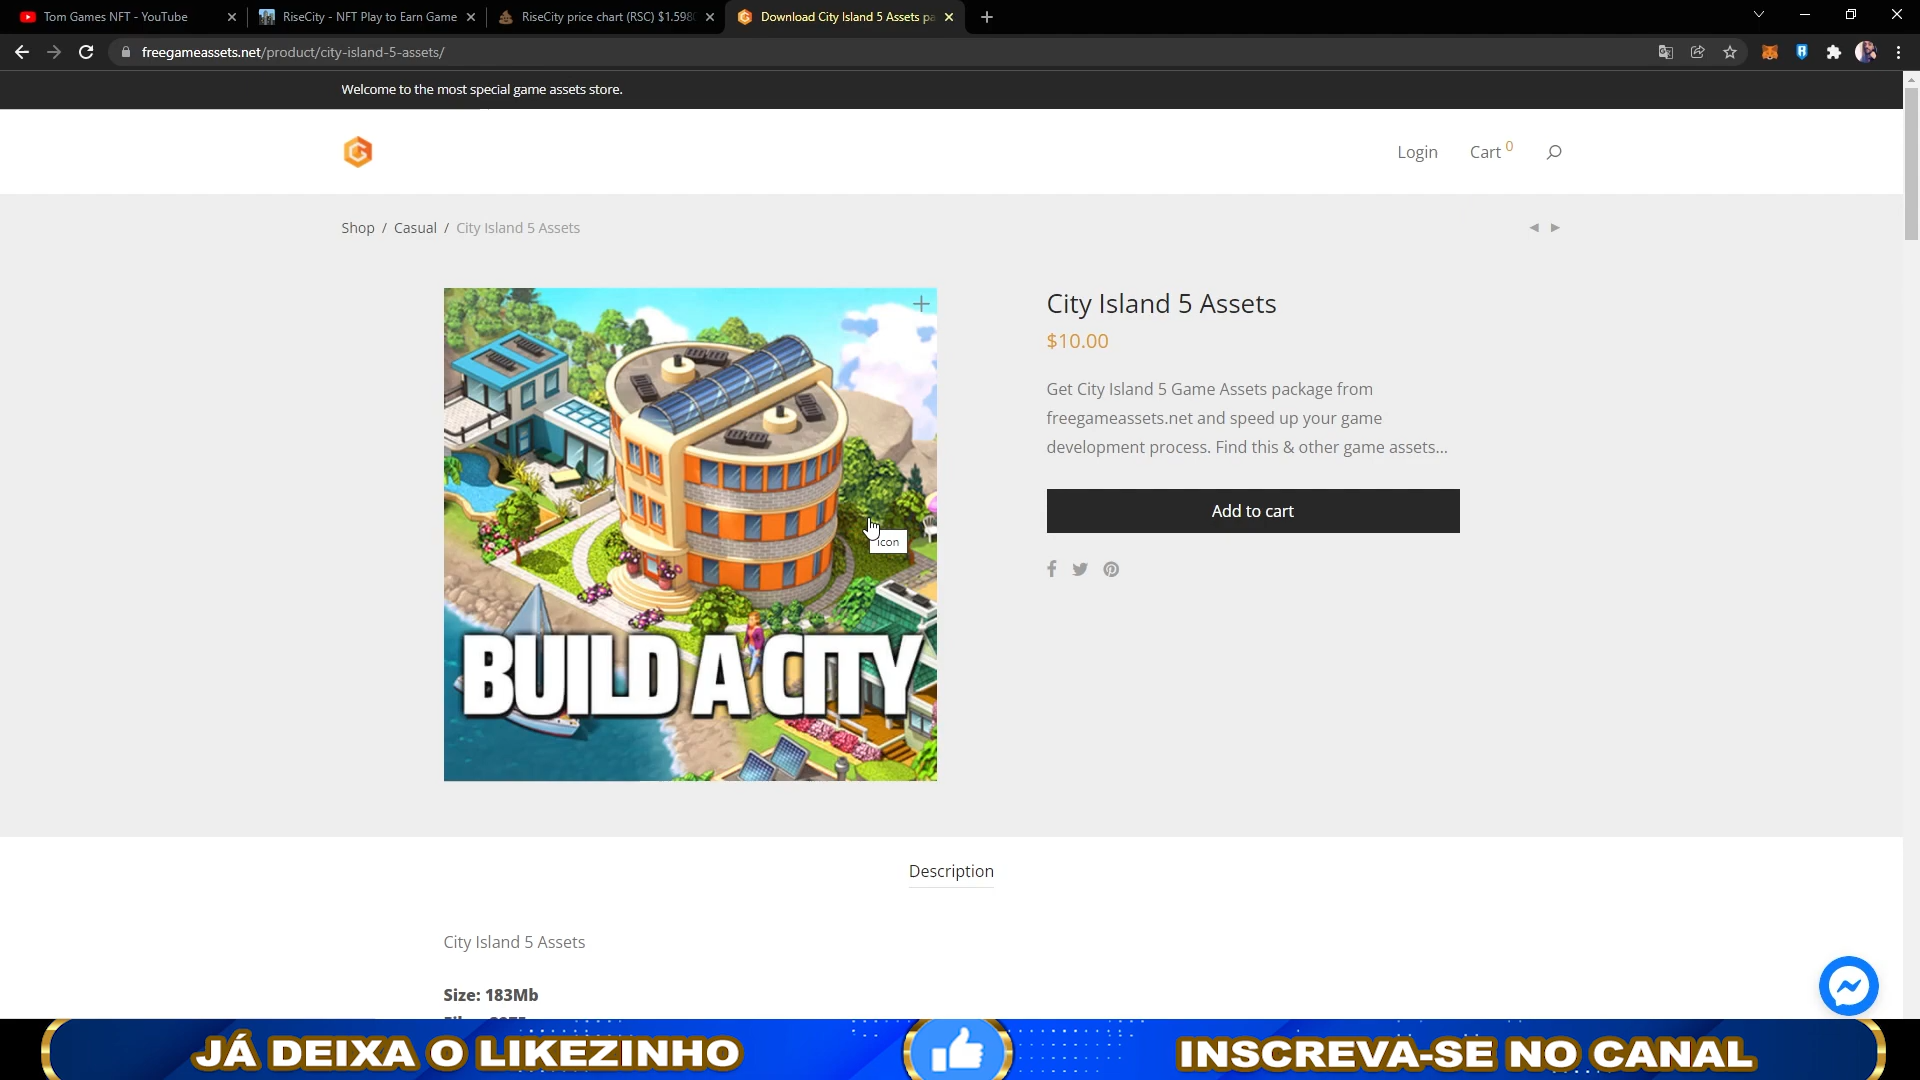 Tom Games NFT - YouTube
RiseCity - NFT Play to Earn Game
RiseCity price chart (RSC) $1.598
Download City Island 5 Assets pa
freegameassets.net/product/city-island-5-assets/
Welcome to the most special game assets store.
Login
Cart 0
Shop / Casual / City Island 5 Assets
City Island 5 Assets
$10.00
Get City Island 5 Game Assets package from
freegameassets.net and speed up your game
development process. Find this & other game assets...
Add to cart
icon
BUILD A CITY
Description
City Island 5 Assets
Size: 183Mb
JÁ DEIXA O LIKEZINHO
INSCREVA-SE NO CANAL